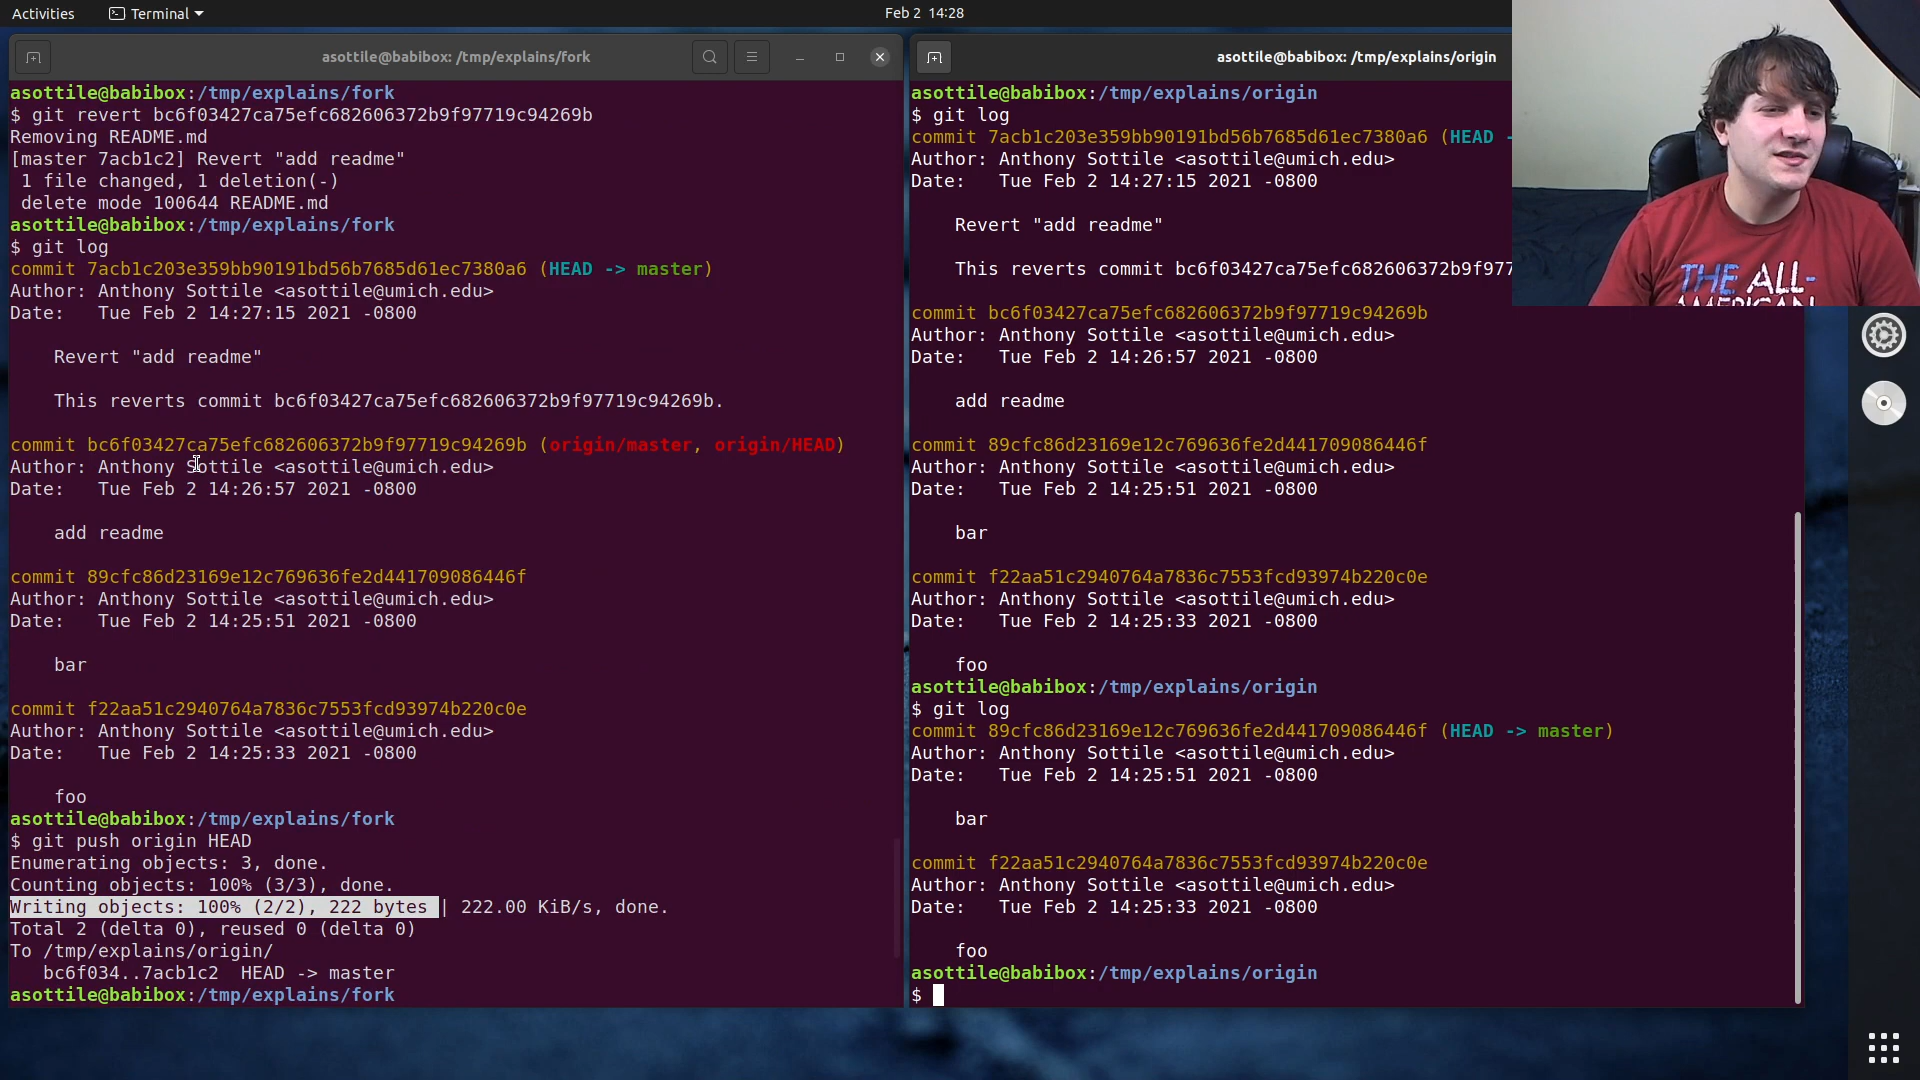 Activities
Terminal
Feb 2 14:28
asottile@babibox: /tmp/explains/fork
asottile@babibox:/tmp/explains/fork
$ git revert bc6f03427ca75efc682606372b9f97719c94269b
Removing README.md
[master 7acb1c2] Revert "add readme"
1 file changed, 1 deletion(-)
delete mode 100644 README.md
asottile@babibox:/tmp/explains/fork
$ git log
commit 7acb1c203e359bb90191bd56b7685d61ec7380a6 (HEAD -> master)
Author: Anthony Sottile <asottile@umich.edu>
Date:   Tue Feb 2 14:27:15 2021 -0800
Revert "add readme"
This reverts commit bc6f03427ca75efc682606372b9f97719c94269b.
commit bc6f03427ca75efc682606372b9f97719c94269b (origin/master, origin/HEAD)
Author: Anthony Sottile <asottile@umich.edu>
Date:   Tue Feb 2 14:26:57 2021 -0800
add readme
commit 89cfc86d23169e12c769636fe2d441709086446f
Author: Anthony Sottile <asottile@umich.edu>
Date:   Tue Feb 2 14:25:51 2021 -0800
bar
commit f22aa51c2940764a7836c7553fcd93974b220c0e
Author: Anthony Sottile <asottile@umich.edu>
Date:   Tue Feb 2 14:25:33 2021 -0800
foo
asottile@babibox:/tmp/explains/fork
$ git push origin HEAD
Enumerating objects: 3, done.
Counting objects: 100% (3/3), done.
Writing objects: 100% (2/2), 222 bytes | 222.00 KiB/s, done.
Total 2 (delta 0), reused 0 (delta 0)
To /tmp/explains/origin/
bc6f034..7acb1c2  HEAD -> master
asottile@babibox:/tmp/explains/fork
asottile@babibox: /tmp/explains/origin
asottile@babibox:/tmp/explains/origin
$ git log
commit 7acb1c203e359bb90191bd56b7685d61ec7380a6 (HEAD -
Author: Anthony Sottile <asottile@umich.edu>
Date:   Tue Feb 2 14:27:15 2021 -0800
Revert "add readme"
This reverts commit bc6f03427ca75efc682606372b9f977
commit bc6f03427ca75efc682606372b9f97719c94269b
Author: Anthony Sottile <asottile@umich.edu>
Date:   Tue Feb 2 14:26:57 2021 -0800
add readme
commit 89cfc86d23169e12c769636fe2d441709086446f
Author: Anthony Sottile <asottile@umich.edu>
Date:   Tue Feb 2 14:25:51 2021 -0800
bar
commit f22aa51c2940764a7836c7553fcd93974b220c0e
Author: Anthony Sottile <asottile@umich.edu>
Date:   Tue Feb 2 14:25:33 2021 -0800
foo
asottile@babibox:/tmp/explains/origin
$ git log
commit 89cfc86d23169e12c769636fe2d441709086446f (HEAD -> master)
Author: Anthony Sottile <asottile@umich.edu>
Date:   Tue Feb 2 14:25:51 2021 -0800
bar
commit f22aa51c2940764a7836c7553fcd93974b220c0e
Author: Anthony Sottile <asottile@umich.edu>
Date:   Tue Feb 2 14:25:33 2021 -0800
foo
asottile@babibox:/tmp/explains/origin
$
THE ALL-
AMERICAN